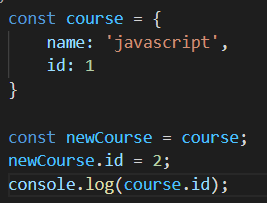 const course = {
    name: 'javascript',
    id: 1
}

const newCourse = course;
newCourse.id = 2;
console.log(course.id);